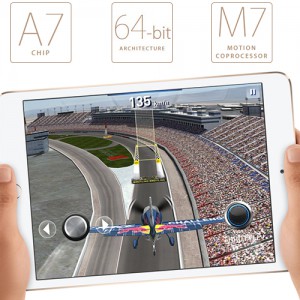 A7
CHIP
64-bit
ARCHITECTURE
M7
MOTION
COPROCESSOR
135